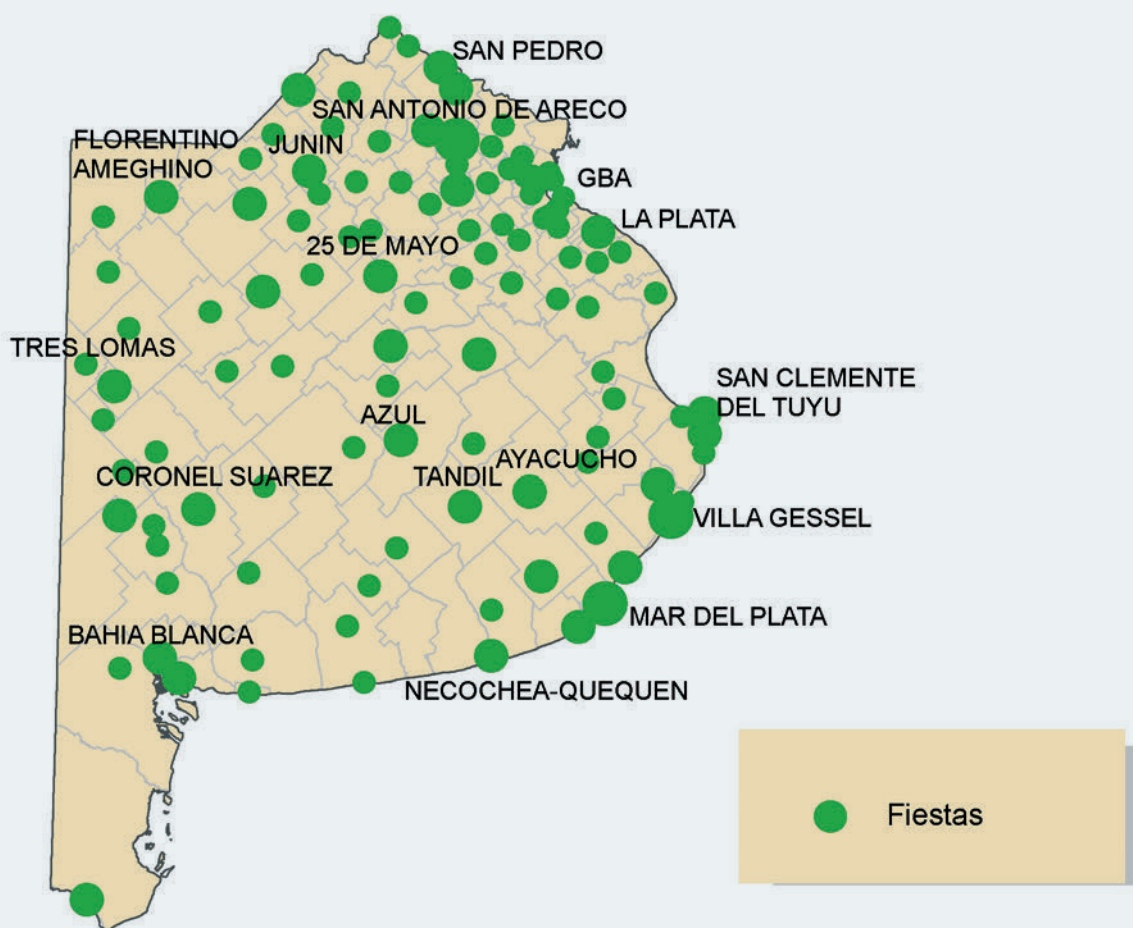 SAN PEDRO
SAN ANTONIO DE ARECO
FLORENTINO
AMEGHINO
JUNIN
GBA
LA PLATA
25 DE MAYO
TRES LOMAS
SAN CLEMENTE
DEL TUYU
AZUL
AYACUCHO
CORONEL SUAREZ
TANDIL
VILLA GESSEL
MAR DEL PLATA
BAHIA BLANCA
NECOCHEA-QUEQUEN
Fiestas